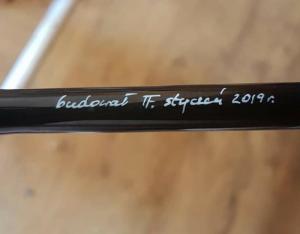 budował TF. styczeń 2019 r.